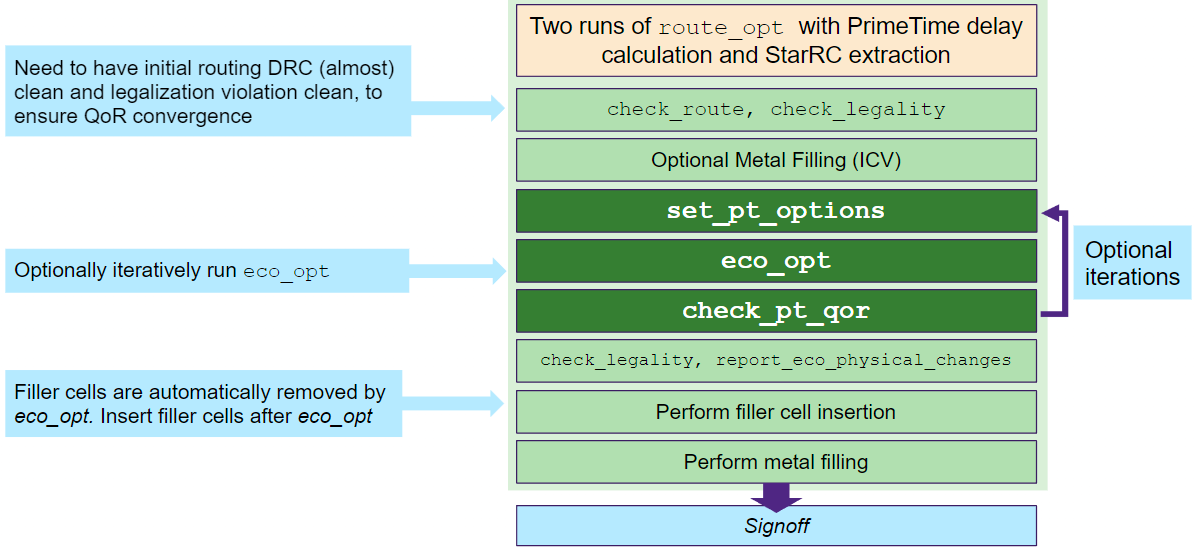 Two runs of route_opt with PrimeTime delay
calculation and StarRC extraction
Need to have initial routing DRC (almost)
clean and legalization violation clean, to
ensure QoR convergence
check_route, check_legality
Optional Metal Filling (ICV)
set_pt_options
Optionally iteratively run eco_opt
eco_opt
Optional
iterations
check_pt_qor
check_legality, report_eco_physical_changes
Filler cells are automatically removed by
eco_opt. Insert filler cells after eco_opt
Perform filler cell insertion
Perform metal filling
Signoff